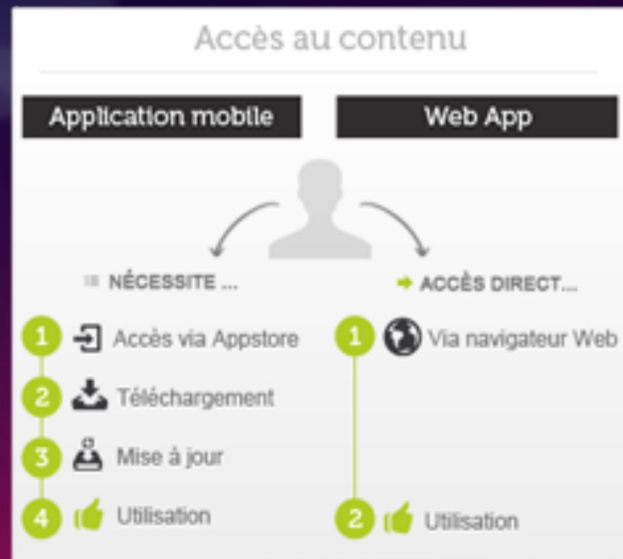 Accès au contenu
Application mobile
Web App
NÉCESSITE ...
ACCÈS DIRECT...
1 Accès via Appstore
2 Téléchargement
3 Mise à jour
4 Utilisation
1 Via navigateur Web
2 Utilisation